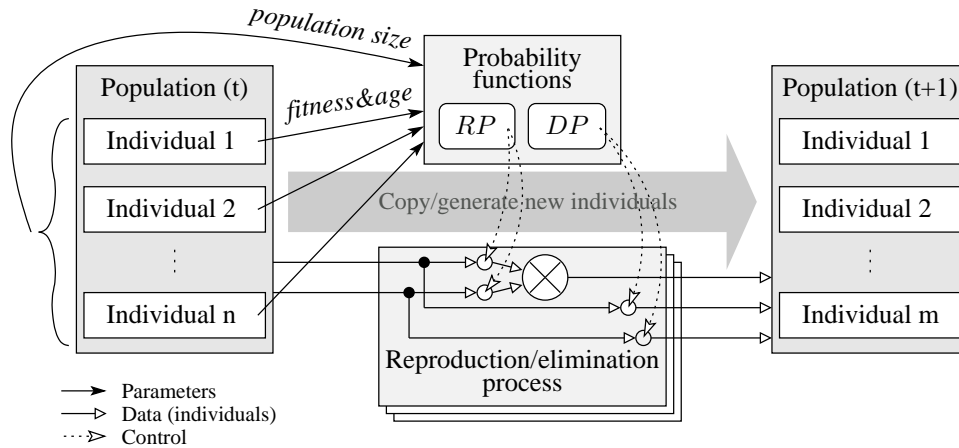 population size
fitness&age
Population (t)
Individual 1
Individual 2
Individual n
Probability
functions
RP
DP
Copy/generate new individuals
Reproduction/elimination
process
Population (t+1)
Individual 1
Individual 2
Individual m
Parameters
Data (individuals)
Control